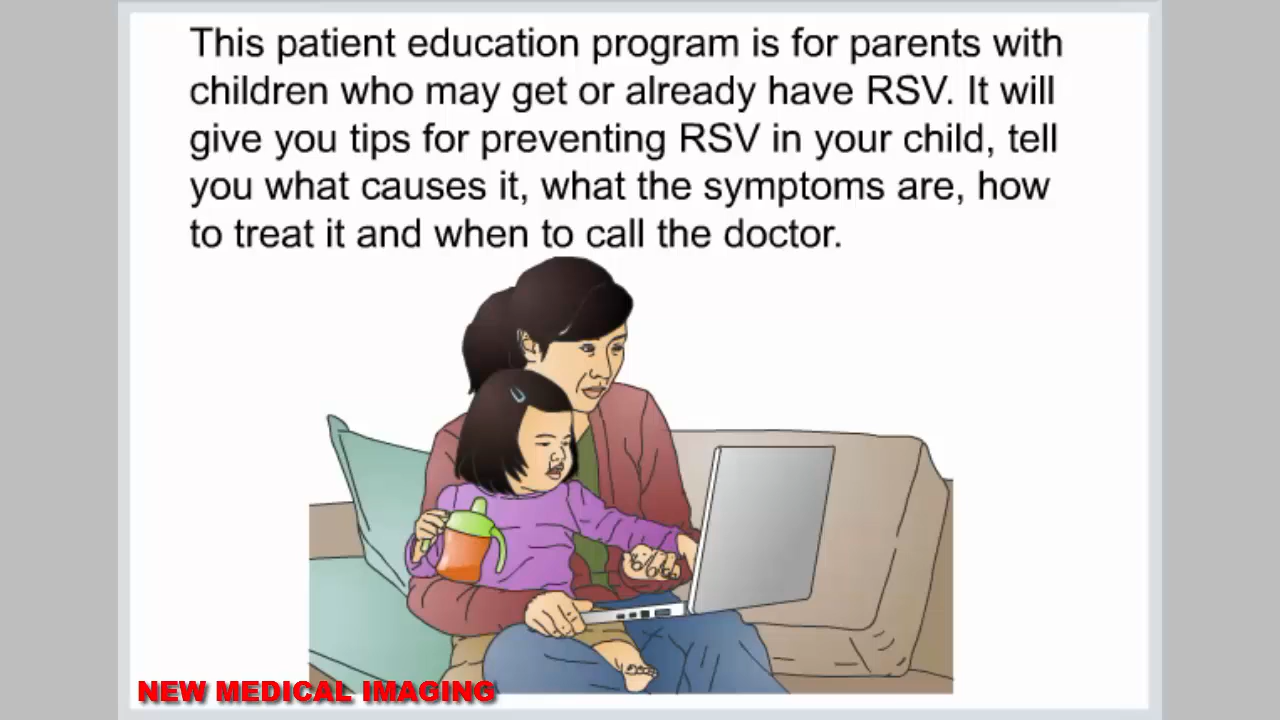 This patient education program is for parents with
children who may get or already have RSV. It will
give you tips for preventing RSV in your child, tell
you what causes it, what the symptoms are, how
to treat it and when to call the doctor.
NEW MEDICAL IMAGING